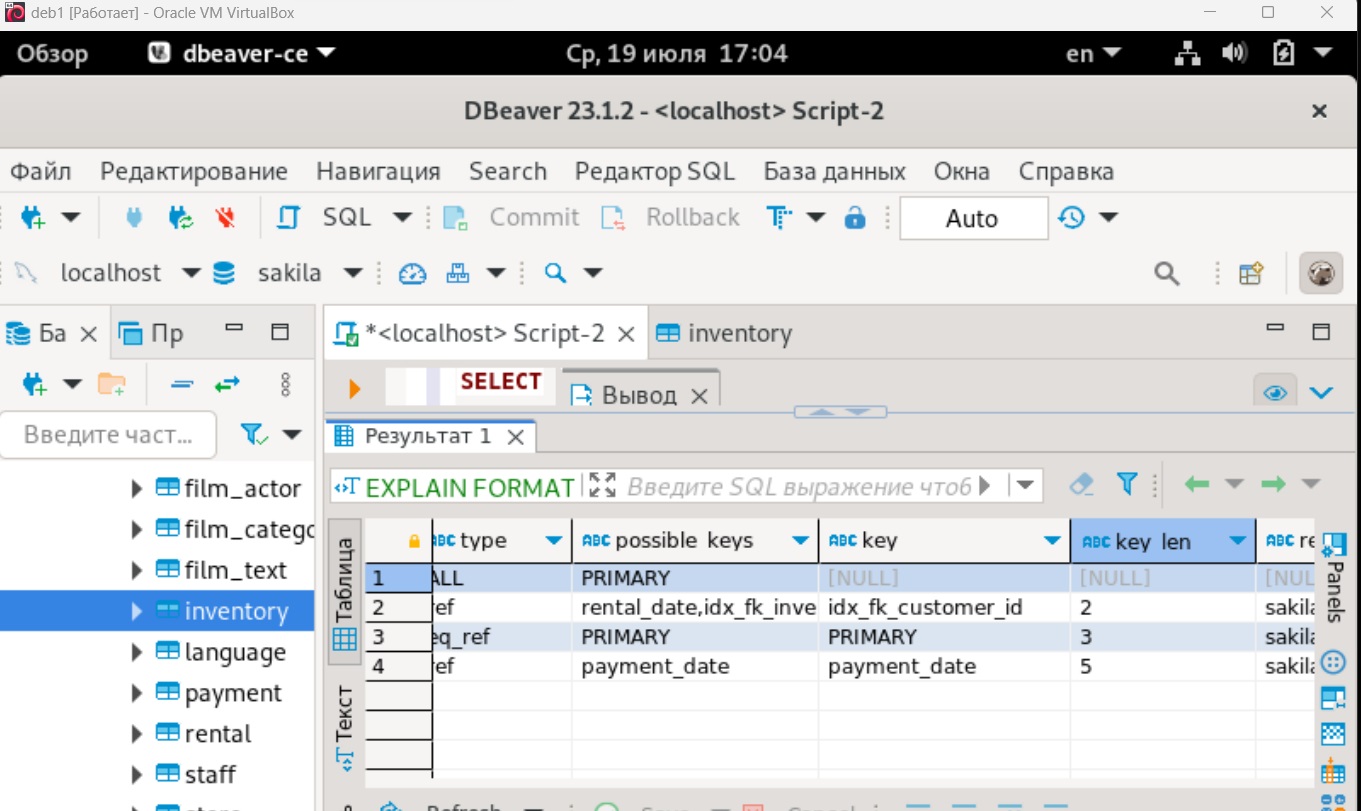 deb1 [Работает] - Oracle VM VirtualBox
Обзор dbeaver-ce Ср, 19 июля 17:04 en
DBeaver 23.1.2 - <localhost> Script-2
Файл Редактирование Навигация Search Редактор SQL База данных Окна Справка
SQL Commit Rollback Auto
localhost sakila
Ба Пр *<localhost> Script-2 inventory
SELECT Вывод
Введите част... Результат 1
EXPLAIN FORMAT Введите SQL выражение чтоб
film_actor
film_catego
film_text
inventory
language
payment
rental
staff
Таблица
Текст
type possible_keys key key_len re
1 ALL PRIMARY [NULL] [NULL] [NUL
2 ref rental_date,idx_fk_inve idx_fk_customer_id 2 sakila
3 eq_ref PRIMARY PRIMARY 3 sakila
4 ref payment_date payment_date 5 sakila
Panels
Refresh Save Cancel